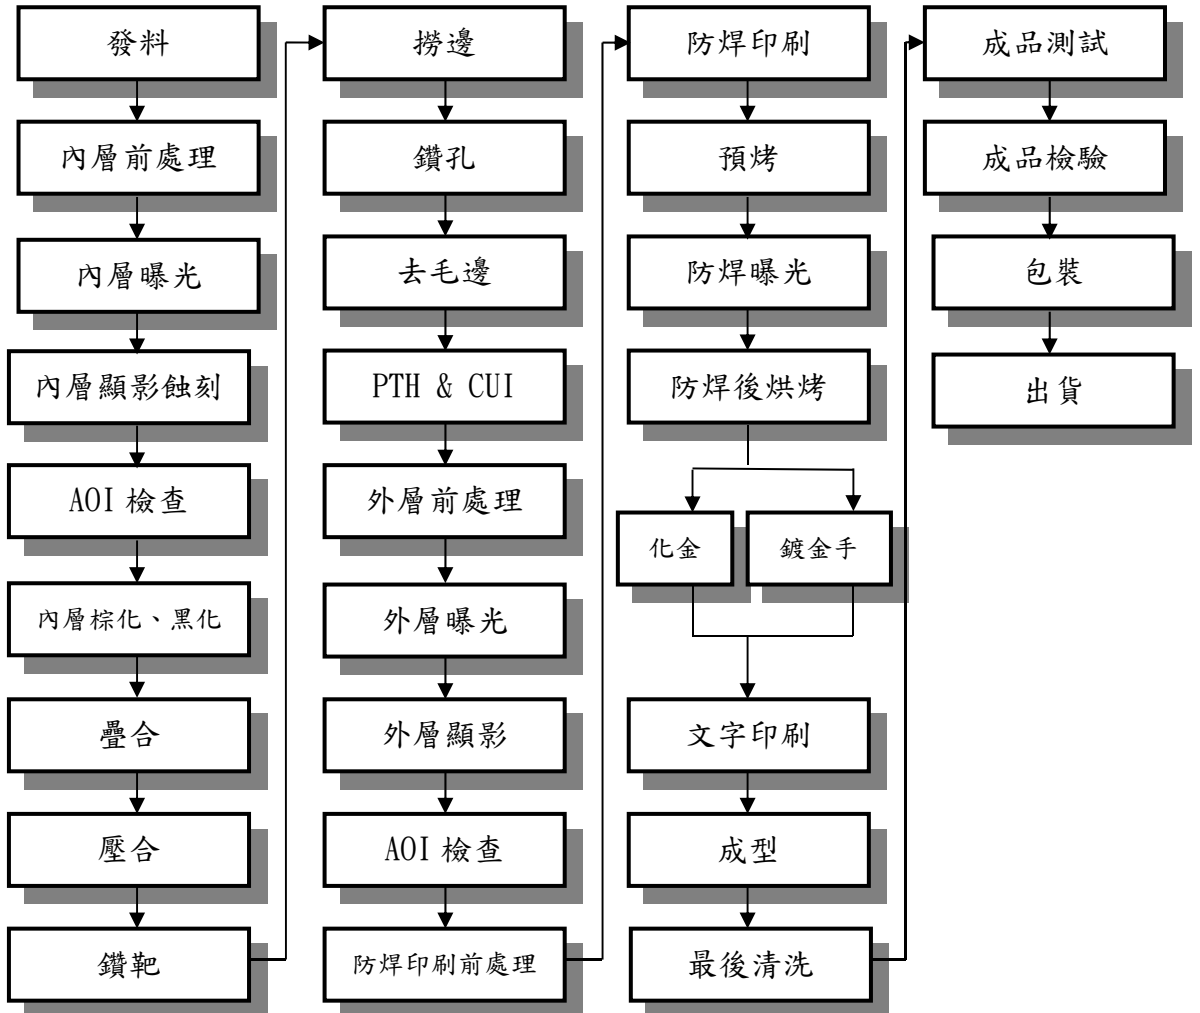 發料
內層前處理
內層曝光
內層顯影蝕刻
AOI 檢查
內層棕化、黑化
疊合
壓合
鑽靶
撈邊
鑽孔
去毛邊
PTH & CUI
外層前處理
外層曝光
外層顯影
AOI 檢查
防焊印刷前處理
防焊印刷
預烤
防焊曝光
防焊後烘烤
化金
鍍金手
文字印刷
成型
最後清洗
成品測試
成品檢驗
包裝
出貨